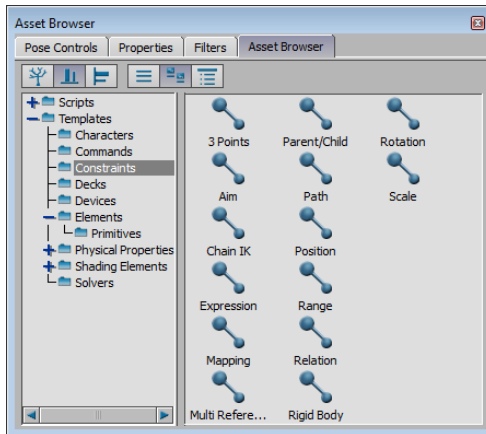 Asset Browser
Pose Controls
Properties
Filters
Asset Browser
Scripts
Templates
Characters
Commands
Constraints
Decks
Devices
Elements
Primitives
Physical Properties
Shading Elements
Solvers
3 Points
Parent/Child
Rotation
Aim
Path
Scale
Chain IK
Position
Expression
Range
Mapping
Relation
Multi Refere...
Rigid Body